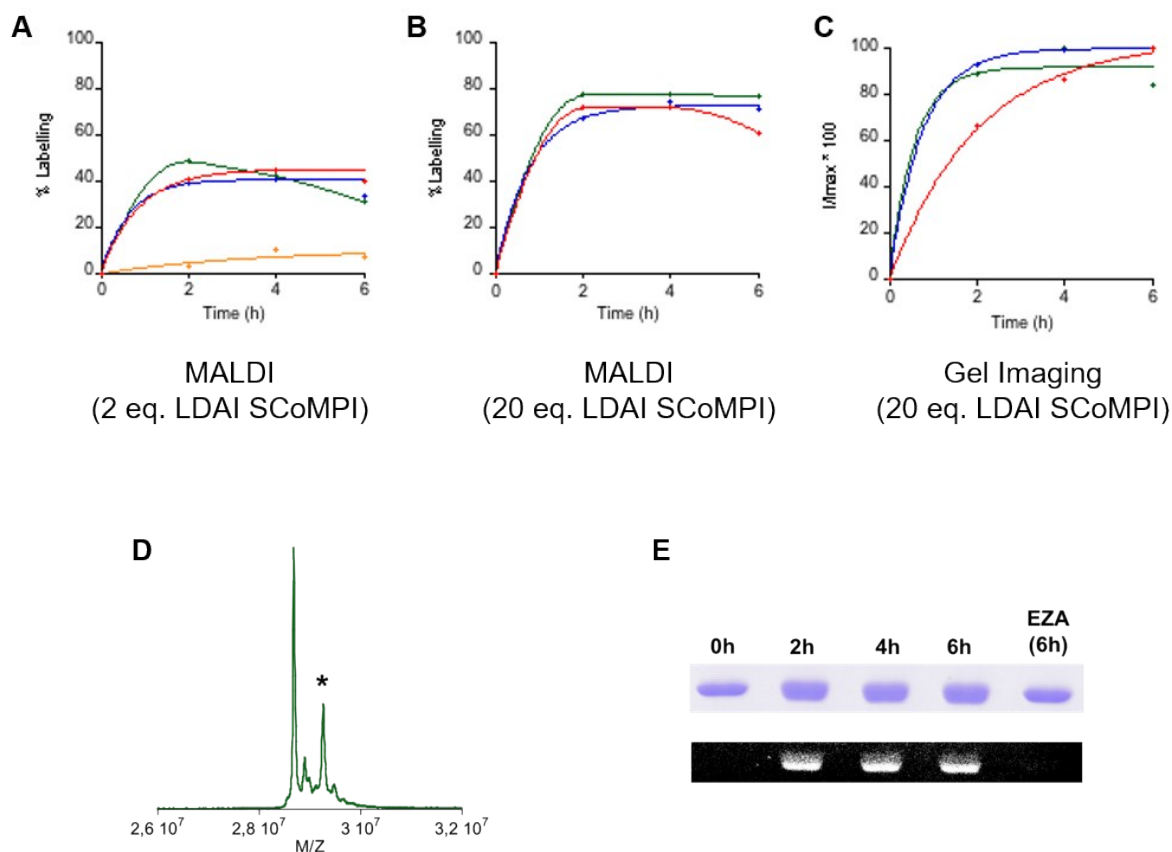 A
100
80
60
40
20
0
% Labelling
0 2 4 6
Time (h)
MALDI
(2 eq. LDAI SCoMPI)
B
100
80
60
40
20
0
% Labelling
0 2 4 6
Time (h)
MALDI
(20 eq. LDAI SCoMPI)
C
100
80
60
40
20
0
I/Imax * 100
0 2 4 6
Time (h)
Gel Imaging
(20 eq. LDAI SCoMPI)
D
*
2,6 10⁷ 2,8 10⁷ 3 10⁷ 3,2 10⁷
M/Z
E
0h 2h 4h 6h EZA
(6h)